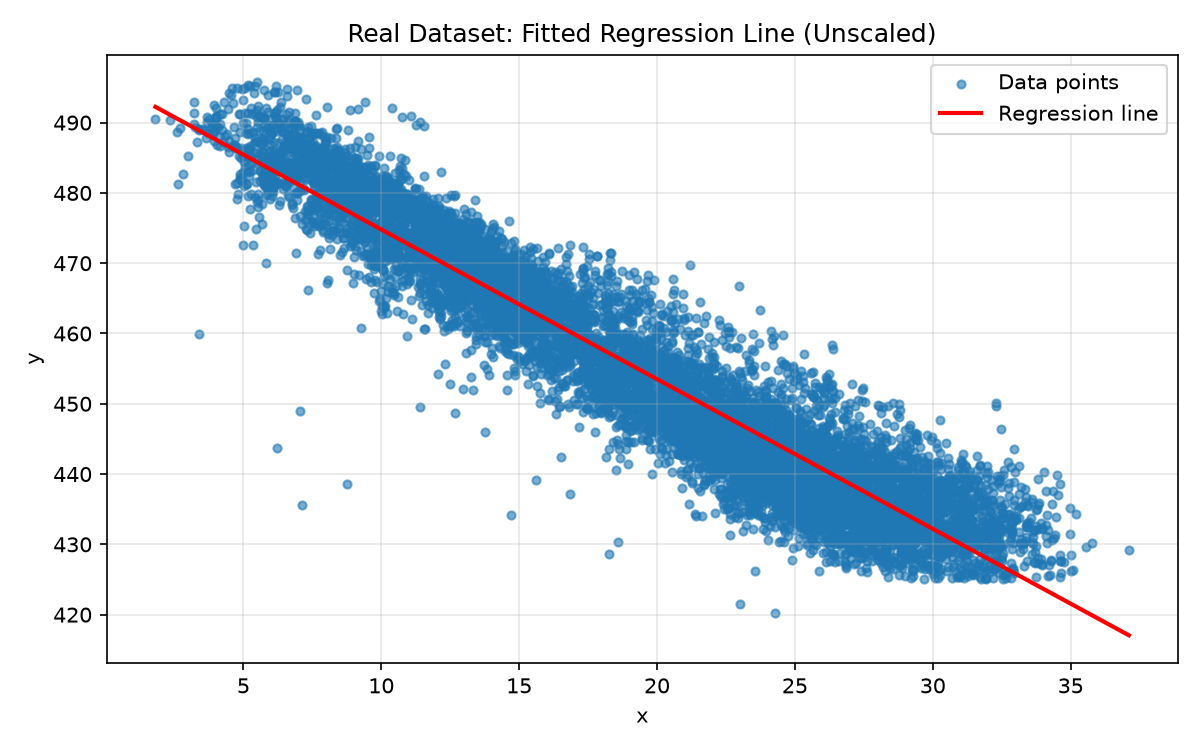 Real Dataset: Fitted Regression Line (Unscaled)
Data points
Regression line
490
480
470
460
450
440
430
420
y
5 10 15 20 25 30 35
x